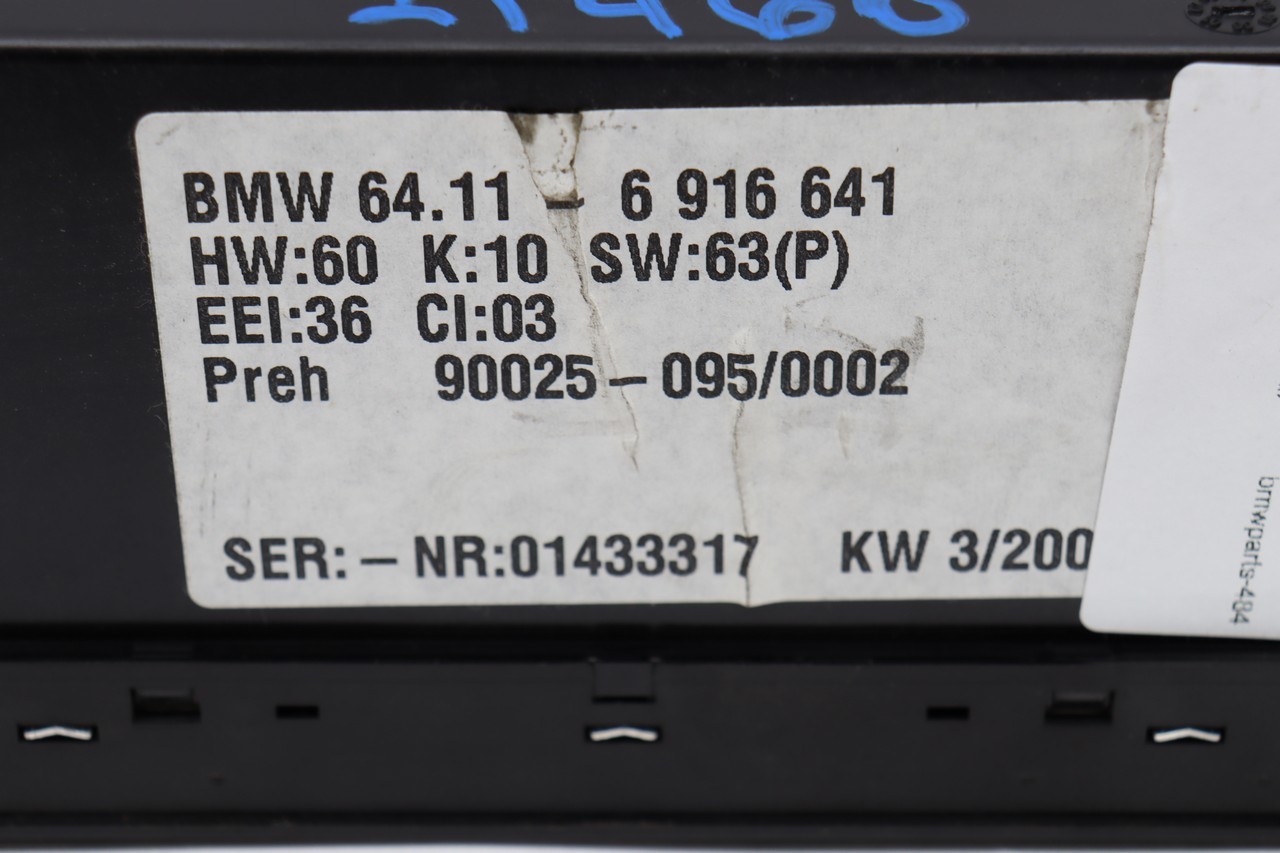 BMW 64.11 – 6 916 641
HW:60 K:10 SW:63(P)
EEI:36 CI:03
Preh 90025 – 095/0002
SER: – NR:01433317 KW 3/200
bmwparts-484